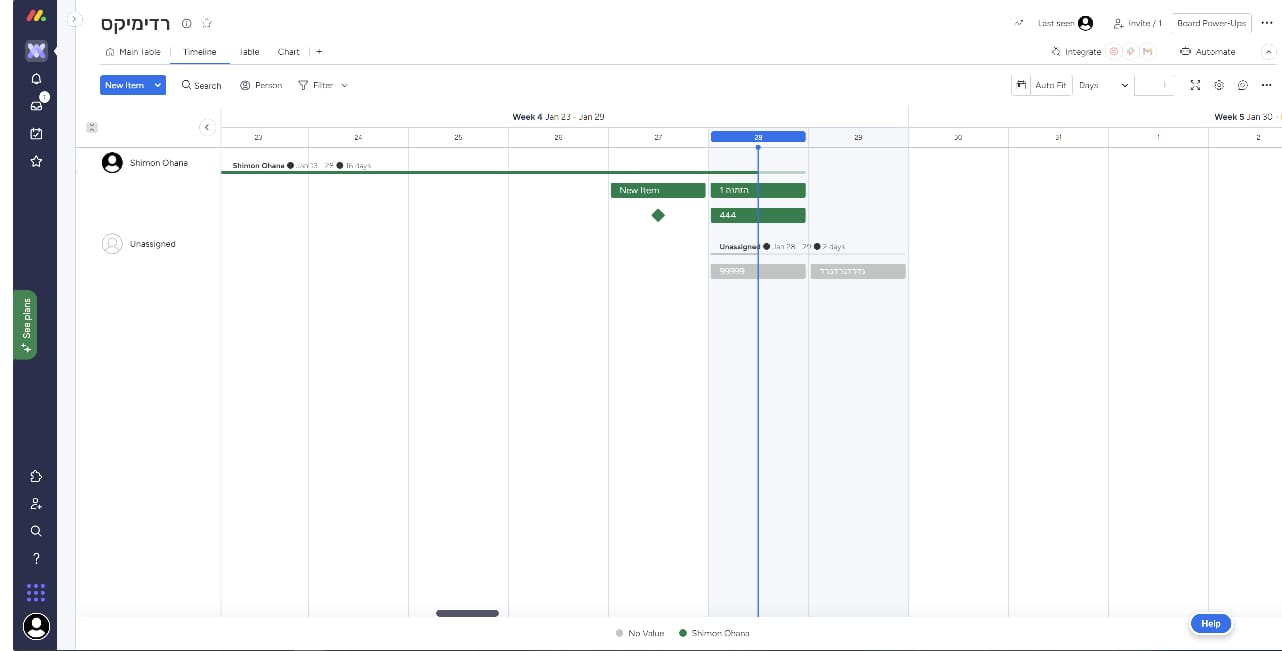 רדימיקס
Last seen
Invite / 1
Board Power-Ups
Main Table
Timeline
Table
Chart
+
Integrate
Automate
New Item
Search
Person
Filter
Auto Fit
Days
Week 4 Jan 23 - Jan 29
Week 5 Jan 30 -
23 24 25 26 27 28 29 30 31 1 2
Shimon Ohana
Shimon Ohana ● Jan 13 - 28 ● 16 days
New Item
הזמנה 1
444
Unassigned
Unassigned ● Jan 28 - 29 ● 2 days
99999
גדרדגרדגרד
See plans
No Value
Shimon Ohana
Help